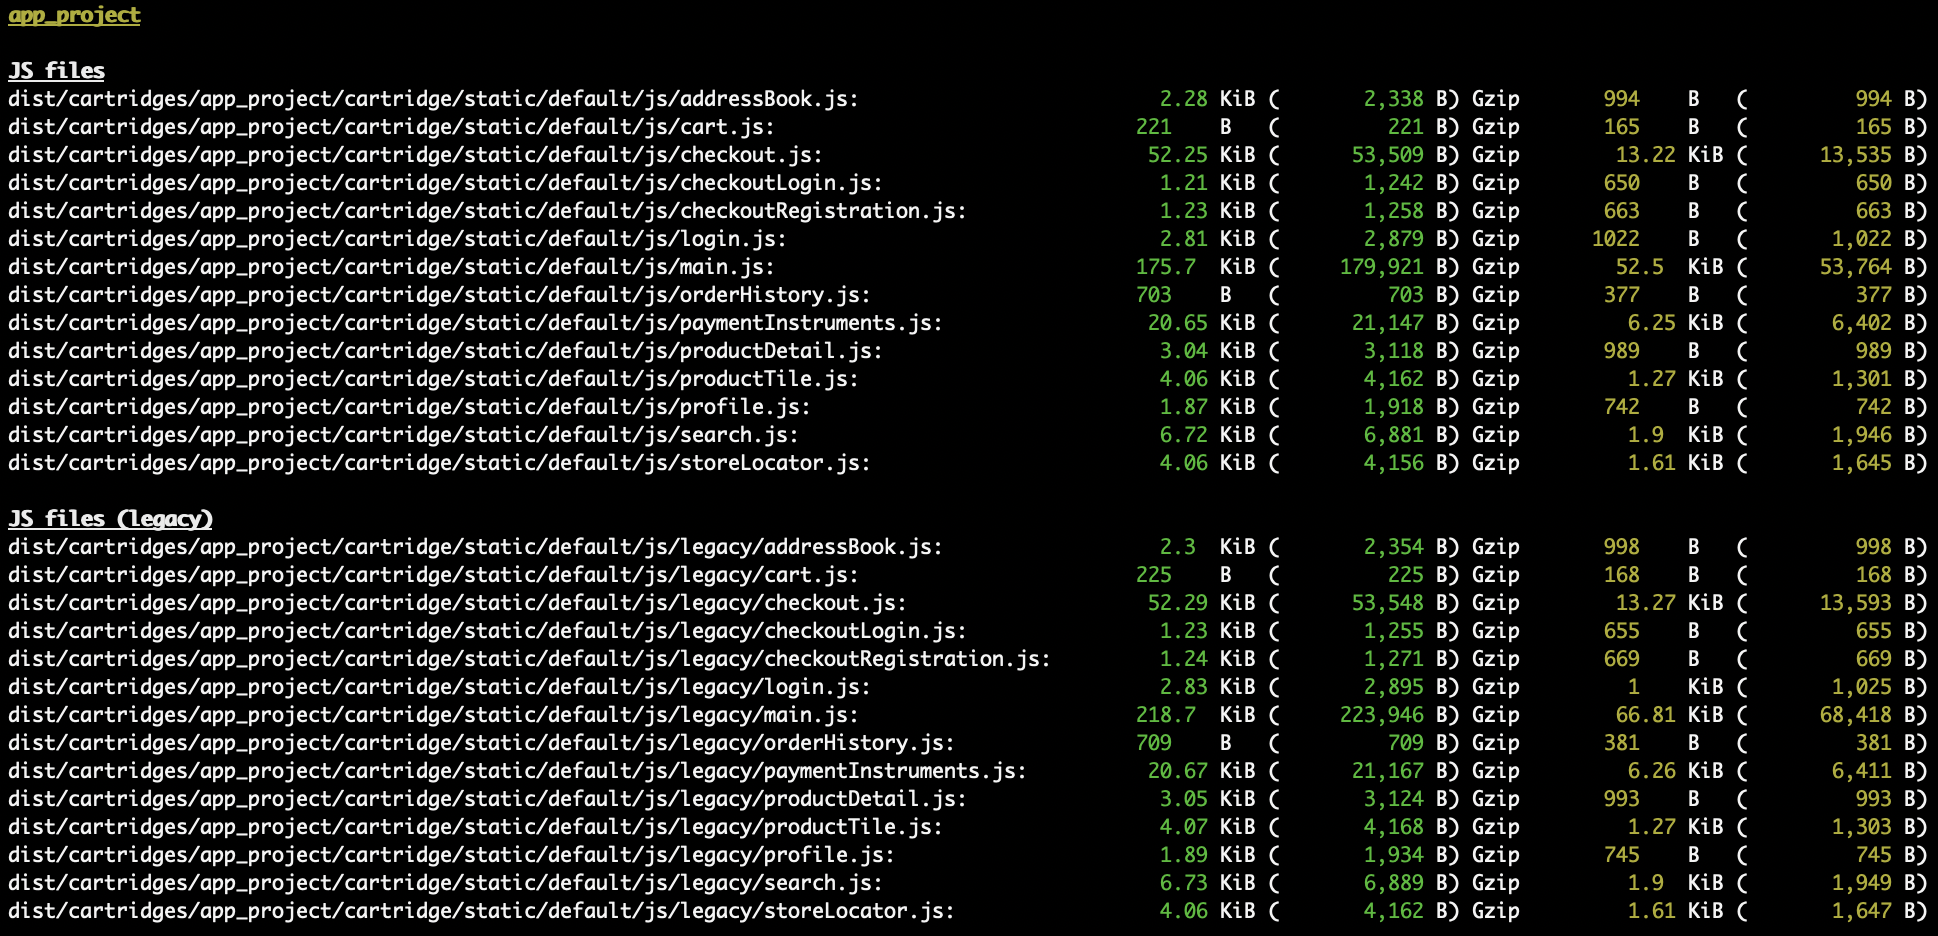 app_project
JS files
dist/cartridges/app_project/cartridge/static/default/js/addressBook.js: 2.28 KiB ( 2,338 B) Gzip 994 B ( 994 B)
dist/cartridges/app_project/cartridge/static/default/js/cart.js: 221 B ( 221 B) Gzip 165 B ( 165 B)
dist/cartridges/app_project/cartridge/static/default/js/checkout.js: 52.25 KiB ( 53,509 B) Gzip 13.22 KiB ( 13,535 B)
dist/cartridges/app_project/cartridge/static/default/js/checkoutLogin.js: 1.21 KiB ( 1,242 B) Gzip 650 B ( 650 B)
dist/cartridges/app_project/cartridge/static/default/js/checkoutRegistration.js: 1.23 KiB ( 1,258 B) Gzip 663 B ( 663 B)
dist/cartridges/app_project/cartridge/static/default/js/login.js: 2.81 KiB ( 2,879 B) Gzip 1022 B ( 1,022 B)
dist/cartridges/app_project/cartridge/static/default/js/main.js: 175.7 KiB ( 179,921 B) Gzip 52.5 KiB ( 53,764 B)
dist/cartridges/app_project/cartridge/static/default/js/orderHistory.js: 703 B ( 703 B) Gzip 377 B ( 377 B)
dist/cartridges/app_project/cartridge/static/default/js/paymentInstruments.js: 20.65 KiB ( 21,147 B) Gzip 6.25 KiB ( 6,402 B)
dist/cartridges/app_project/cartridge/static/default/js/productDetail.js: 3.04 KiB ( 3,118 B) Gzip 989 B ( 989 B)
dist/cartridges/app_project/cartridge/static/default/js/productTile.js: 4.06 KiB ( 4,162 B) Gzip 1.27 KiB ( 1,301 B)
dist/cartridges/app_project/cartridge/static/default/js/profile.js: 1.87 KiB ( 1,918 B) Gzip 742 B ( 742 B)
dist/cartridges/app_project/cartridge/static/default/js/search.js: 6.72 KiB ( 6,881 B) Gzip 1.9 KiB ( 1,946 B)
dist/cartridges/app_project/cartridge/static/default/js/storeLocator.js: 4.06 KiB ( 4,156 B) Gzip 1.61 KiB ( 1,645 B)
JS files (legacy)
dist/cartridges/app_project/cartridge/static/default/js/legacy/addressBook.js: 2.3 KiB ( 2,354 B) Gzip 998 B ( 998 B)
dist/cartridges/app_project/cartridge/static/default/js/legacy/cart.js: 225 B ( 225 B) Gzip 168 B ( 168 B)
dist/cartridges/app_project/cartridge/static/default/js/legacy/checkout.js: 52.29 KiB ( 53,548 B) Gzip 13.27 KiB ( 13,593 B)
dist/cartridges/app_project/cartridge/static/default/js/legacy/checkoutLogin.js: 1.23 KiB ( 1,255 B) Gzip 655 B ( 655 B)
dist/cartridges/app_project/cartridge/static/default/js/legacy/checkoutRegistration.js: 1.24 KiB ( 1,271 B) Gzip 669 B ( 669 B)
dist/cartridges/app_project/cartridge/static/default/js/legacy/login.js: 2.83 KiB ( 2,895 B) Gzip 1 KiB ( 1,025 B)
dist/cartridges/app_project/cartridge/static/default/js/legacy/main.js: 218.7 KiB ( 223,946 B) Gzip 66.81 KiB ( 68,418 B)
dist/cartridges/app_project/cartridge/static/default/js/legacy/orderHistory.js: 709 B ( 709 B) Gzip 381 B ( 381 B)
dist/cartridges/app_project/cartridge/static/default/js/legacy/paymentInstruments.js: 20.67 KiB ( 21,167 B) Gzip 6.26 KiB ( 6,411 B)
dist/cartridges/app_project/cartridge/static/default/js/legacy/productDetail.js: 3.05 KiB ( 3,124 B) Gzip 993 B ( 993 B)
dist/cartridges/app_project/cartridge/static/default/js/legacy/productTile.js: 4.07 KiB ( 4,168 B) Gzip 1.27 KiB ( 1,303 B)
dist/cartridges/app_project/cartridge/static/default/js/legacy/profile.js: 1.89 KiB ( 1,934 B) Gzip 745 B ( 745 B)
dist/cartridges/app_project/cartridge/static/default/js/legacy/search.js: 6.73 KiB ( 6,889 B) Gzip 1.9 KiB ( 1,949 B)
dist/cartridges/app_project/cartridge/static/default/js/legacy/storeLocator.js: 4.06 KiB ( 4,162 B) Gzip 1.61 KiB ( 1,647 B)